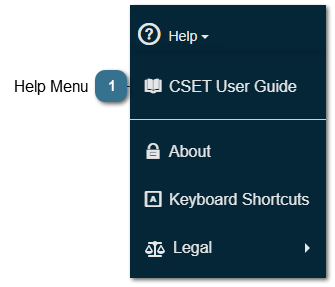 Help
Help Menu 1 CSET User Guide
About
Keyboard Shortcuts
Legal